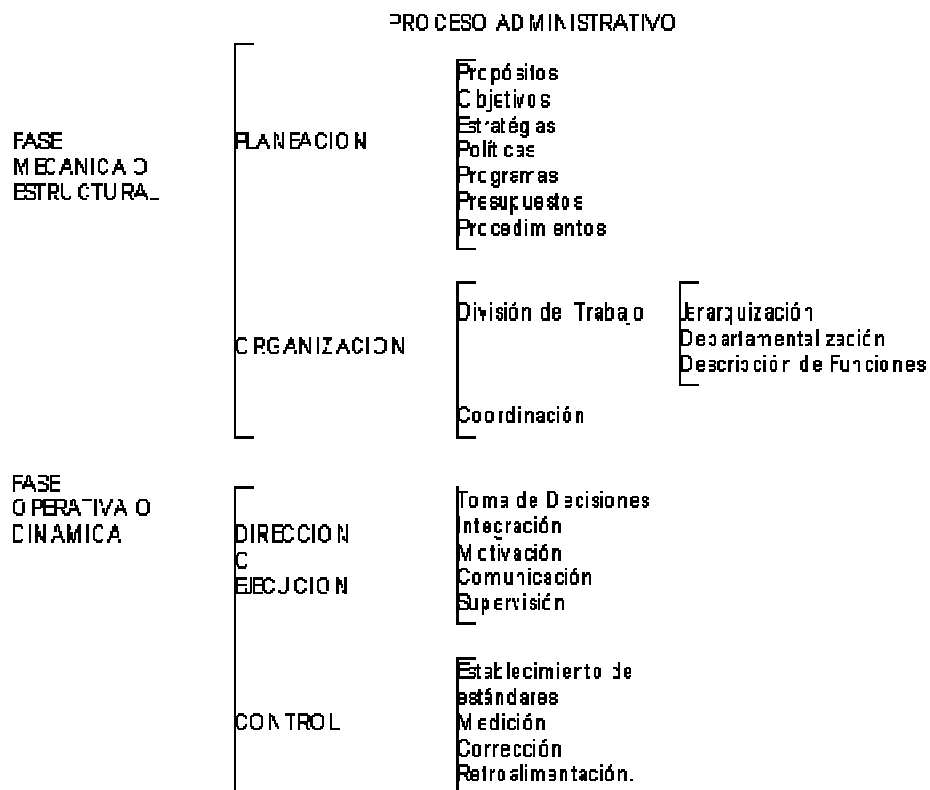 PROCESO ADMINISTRATIVO
FASE
MECANICA O
ESTRUCTURAL
PLANEACION
Propósitos
Objetivos
Estratégias
Políticas
Programas
Presupuestos
Procedimientos
ORGANIZACION
División de Trabajo
Jerarquización
Departamentalización
Descripción de Funciones
Coordinación
FASE
OPERATIVA O
DINAMICA
DIRECCION
O
EJECUCION
Toma de Decisiones
Integración
Motivación
Comunicación
Supervisión
CONTROL
Establecimiento de
estándares
Medición
Corrección
Retroalimentación.